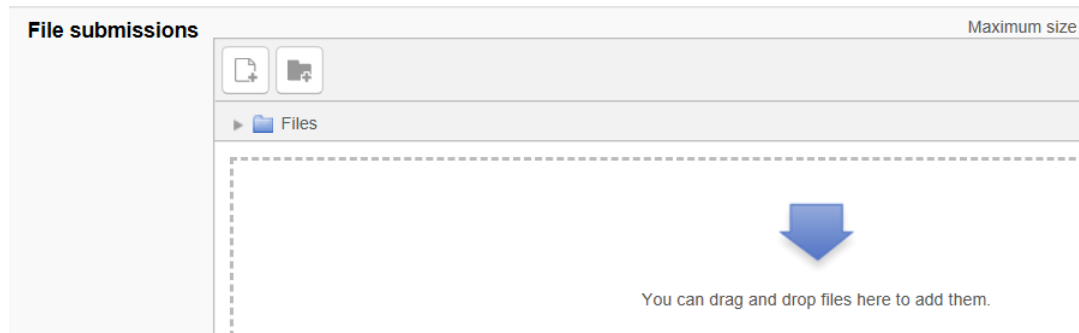 File submissions
Maximum size
Files
You can drag and drop files here to add them.